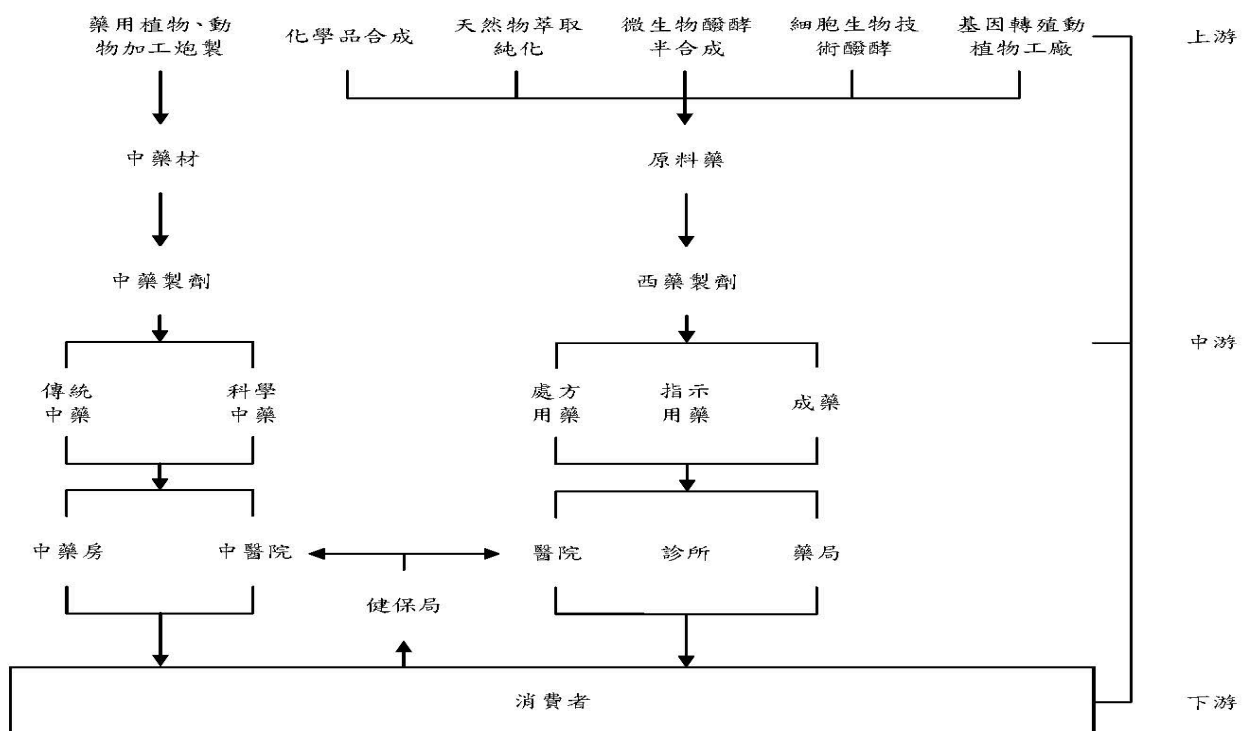 藥用植物、動
物加工炮製
化學品合成
天然物萃取
純化
微生物醱酵
半合成
細胞生物技
術醱酵
基因轉殖動
植物工廠
上游
中藥材
原料藥
中藥製劑
西藥製劑
中游
傳統
中藥
科學
中藥
處方
用藥
指示
用藥
成藥
中藥房
中醫院
醫院
診所
藥局
健保局
消費者
下游